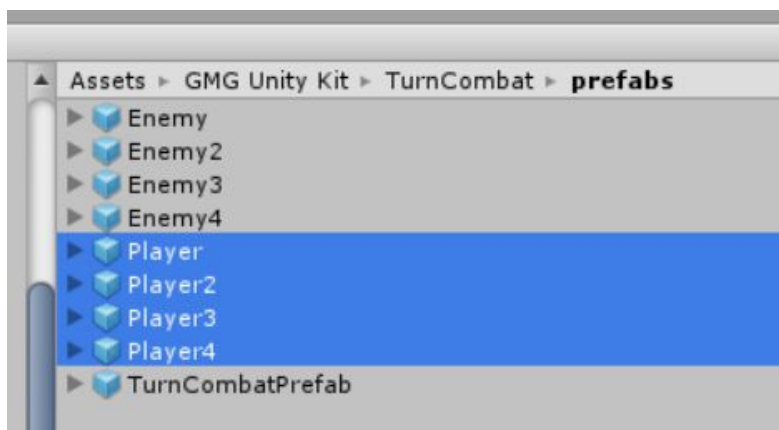 Assets ▸ GMG Unity Kit ▸ TurnCombat ▸ prefabs
Enemy
Enemy2
Enemy3
Enemy4
Player
Player2
Player3
Player4
TurnCombatPrefab